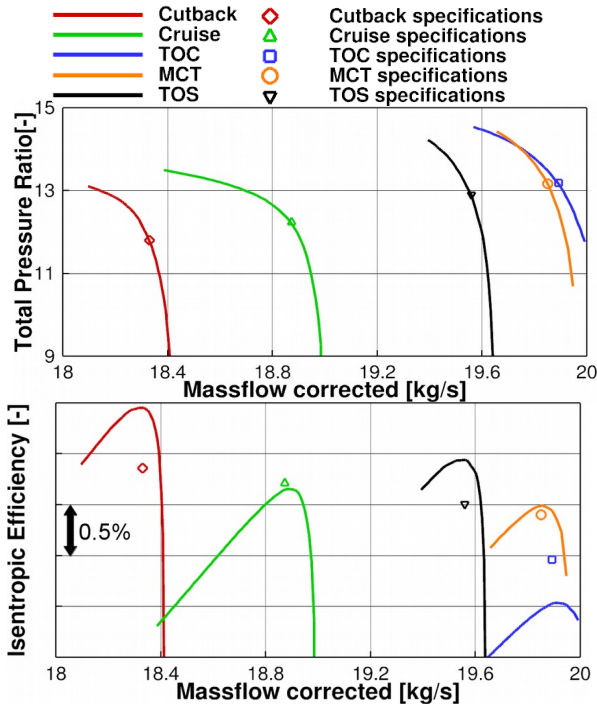 Cutback Cutback specifications
Cruise Cruise specifications
TOC TOC specifications
MCT MCT specifications
TOS TOS specifications
Total Pressure Ratio[-]
15
13
11
9
18 18.4 18.8 19.2 19.6 20
Massflow corrected [kg/s]
Isentropic Efficiency [-]
0.5%
18 18.4 18.8 19.2 19.6 20
Massflow corrected [kg/s]